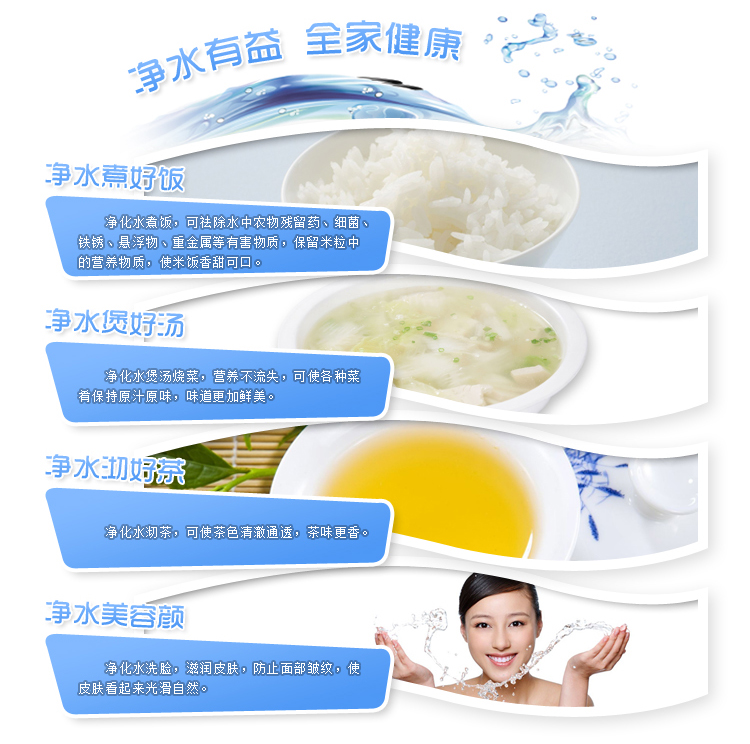 净水有益 全家健康
净水煮好饭
净化水煮饭，可祛除水中农物残留药、细菌、
铁锈、悬浮物、重金属等有害物质，保留米粒中
的营养物质，使米饭香甜可口。
净水煲好汤
净化水煲汤烧菜，营养不流失，可使各种菜
肴保持原汁原味，味道更加鲜美。
净水沏好茶
净化水沏茶，可使茶色清澈通透，茶味更香。
净水美容颜
净化水洗脸，滋润皮肤，防止面部皱纹，使
皮肤看起来光滑自然。